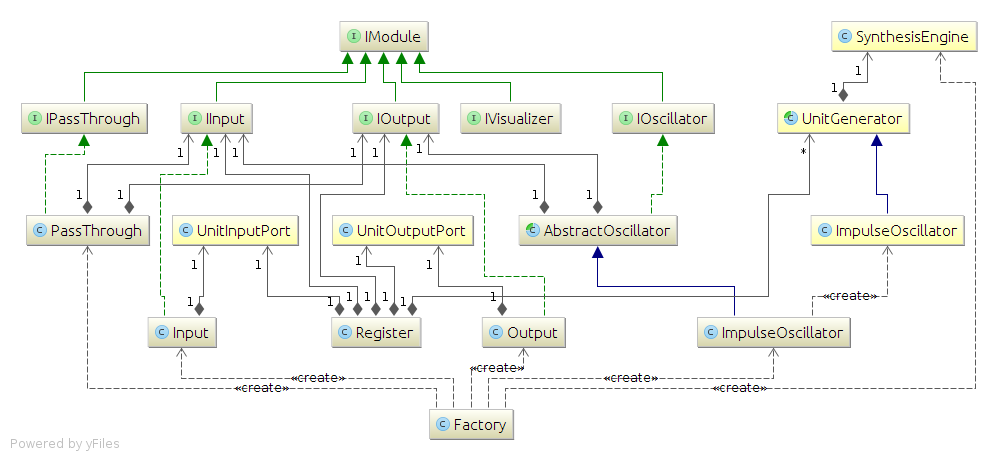 I IModule
C SynthesisEngine
1
1
I IPassThrough
I IInput
I IOutput
I IVisualizer
I IOscillator
C UnitGenerator
1
1
1
1
1
*
1
1
1
1
C PassThrough
C UnitInputPort
C UnitOutputPort
C AbstractOscillator
C ImpulseOscillator
1
1
1
1
1
1
1
1
1
1
1
«create»
C Input
C Register
C Output
C ImpulseOscillator
«create»
«create»
«create»
«create»
«create»
C Factory
Powered by yFiles